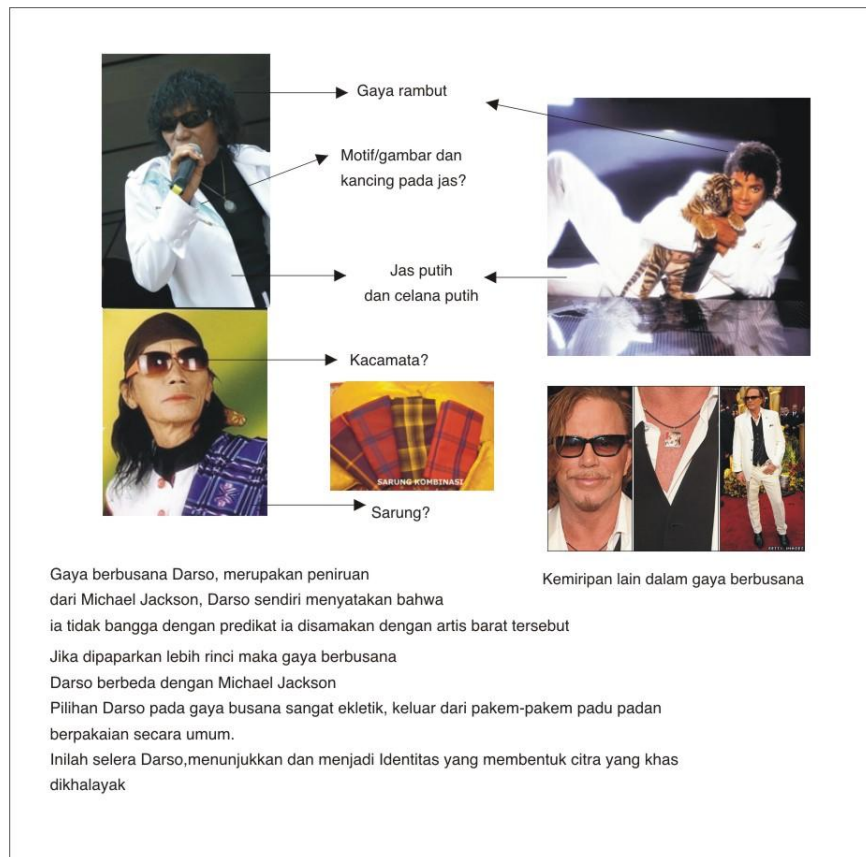 Gaya rambut
Motif/gambar dan
kancing pada jas?
Jas putih
dan celana putih
Kacamata?
SARUNG KOMBINASI
Sarung?
Gaya berbusana Darso, merupakan peniruan
dari Michael Jackson, Darso sendiri menyatakan bahwa
ia tidak bangga dengan predikat ia disamakan dengan artis barat tersebut
Jika dipaparkan lebih rinci maka gaya berbusana
Darso berbeda dengan Michael Jackson
Pilihan Darso pada gaya busana sangat ekletik, keluar dari pakem-pakem padu padan
berpakaian secara umum.
Inilah selera Darso,menunjukkan dan menjadi Identitas yang membentuk citra yang khas
dikhalayak
Kemiripan lain dalam gaya berbusana